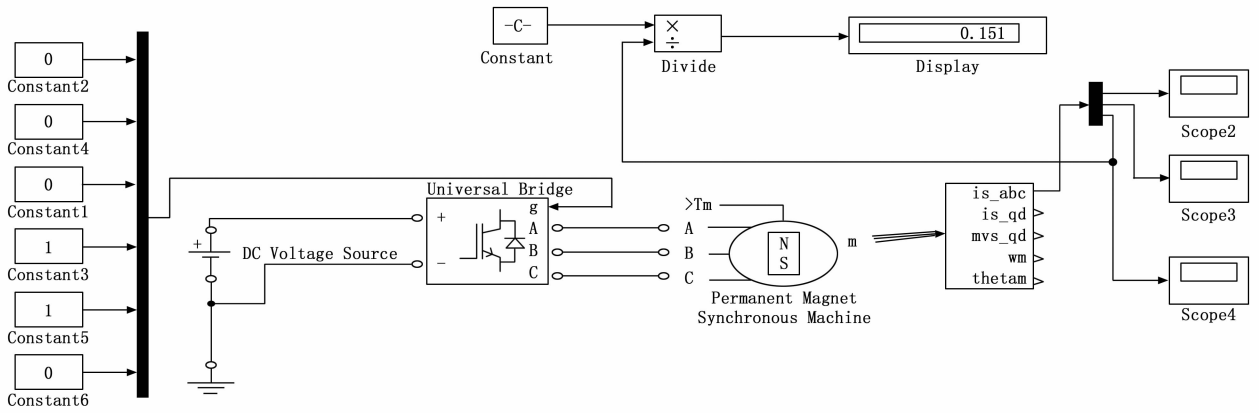 -C-
Constant
×
÷
Divide
0.151
Display
0
Constant2
0
Constant4
0
Constant1
1
Constant3
1
Constant5
0
Constant6
+
DC Voltage Source
Universal Bridge
+
−
g
A
B
C
>Tm
A
B
C
N
S
m
Permanent Magnet
Synchronous Machine
is_abc
is_qd
mvs_qd
wm
thetam
Scope2
Scope3
Scope4